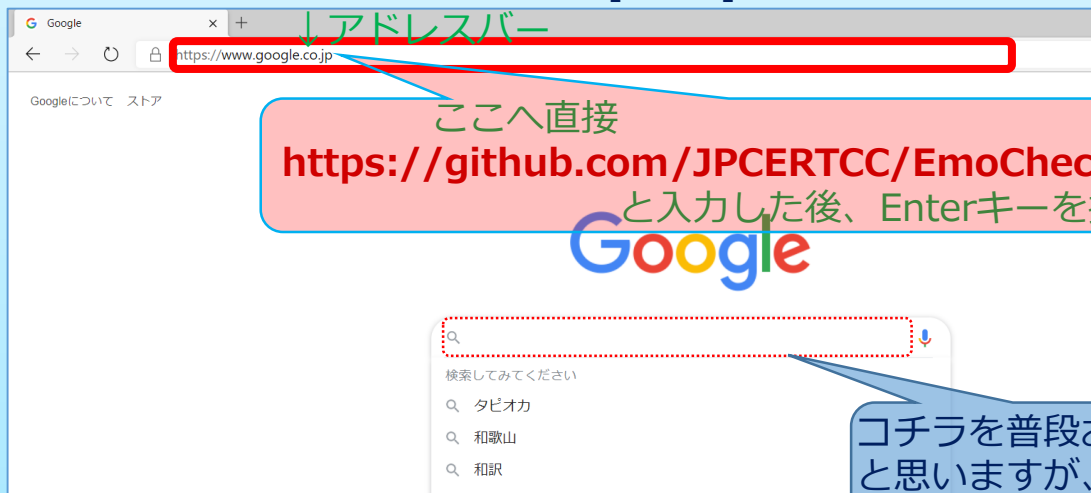 Google
↓アドレスバー
https://www.google.co.jp
Googleについて ストア
ここへ直接
https://github.com/JPCERTCC/EmoChec
と入力した後、Enterキーを
Google
検索してみてください
タピオカ
和歌山
和訳
コチラを普段
と思いますが、